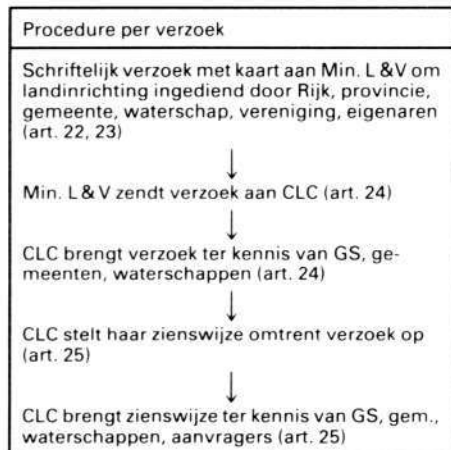 Procedure per verzoek
Schriftelijk verzoek met kaart aan Min. L &V om
landinrichting ingediend door Rijk, provincie,
gemeente, waterschap, vereniging, eigenaren
(art. 22, 23)
Min. L & V zendt verzoek aan CLC (art. 24)
CLC brengt verzoek ter kennis van GS, ge-
meenten, waterschappen (art. 24)
CLC stelt haar zienswijze omtrent verzoek op
(art. 25)
CLC brengt zienswijze ter kennis van GS, gem.,
waterschappen, aanvragers (art. 25)